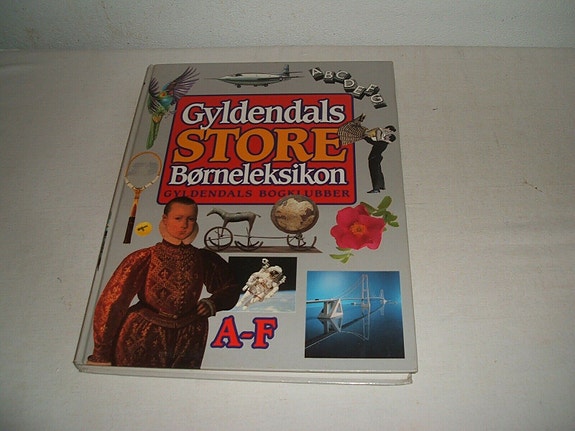 ABCDEFG
Gyldendals
STORE
Børneleksikon
GYLDENDALS BOGKLUBBER
A-F